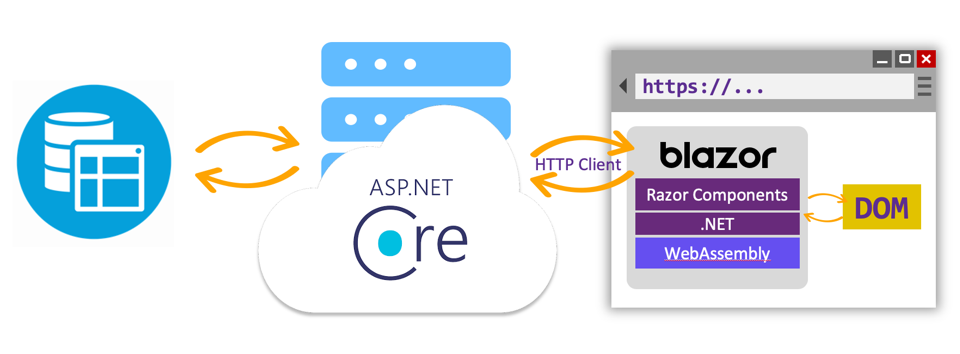 https://...
blazor
HTTP Client
ASP.NET
Core
Razor Components
.NET
WebAssembly
DOM